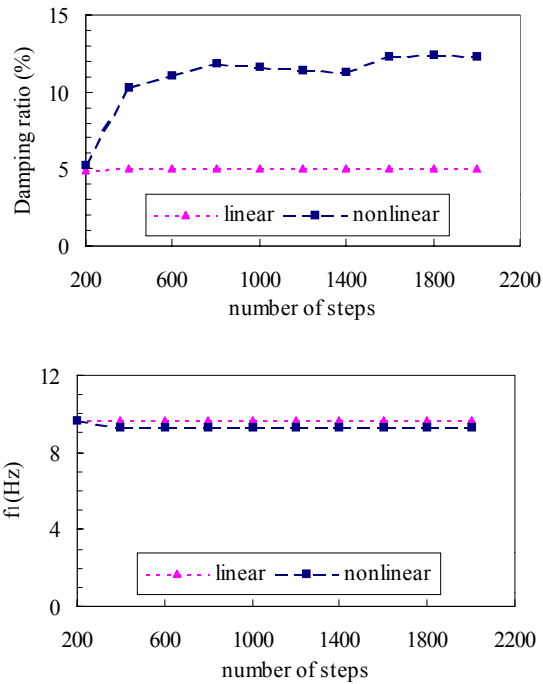 15
10
5
0
Damping ratio (%)
linear
nonlinear
200
600
1000
1400
1800
2200
number of steps
12
8
4
0
f1(Hz)
linear
nonlinear
200
600
1000
1400
1800
2200
number of steps